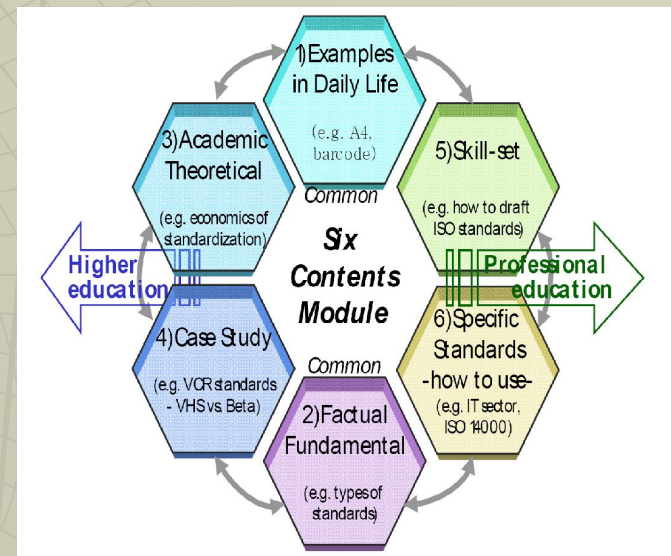 1)Examples
in Daily Life
(e.g. A4,
barcode)
Common
3)Academic
Theoretical
(e.g. economics of
standardization)
5)Skill-set
(e.g. how to draft
ISO standards)
Six
Contents
Module
Higher
education
Professional
education
4)Case Study
(e.g. VCR standards
- VHS vs. Beta)
6)Specific
Standards
-how to use-
(e.g. IT sector,
ISO 14000)
Common
2)Factual
Fundamental
(e.g. types of
standards)